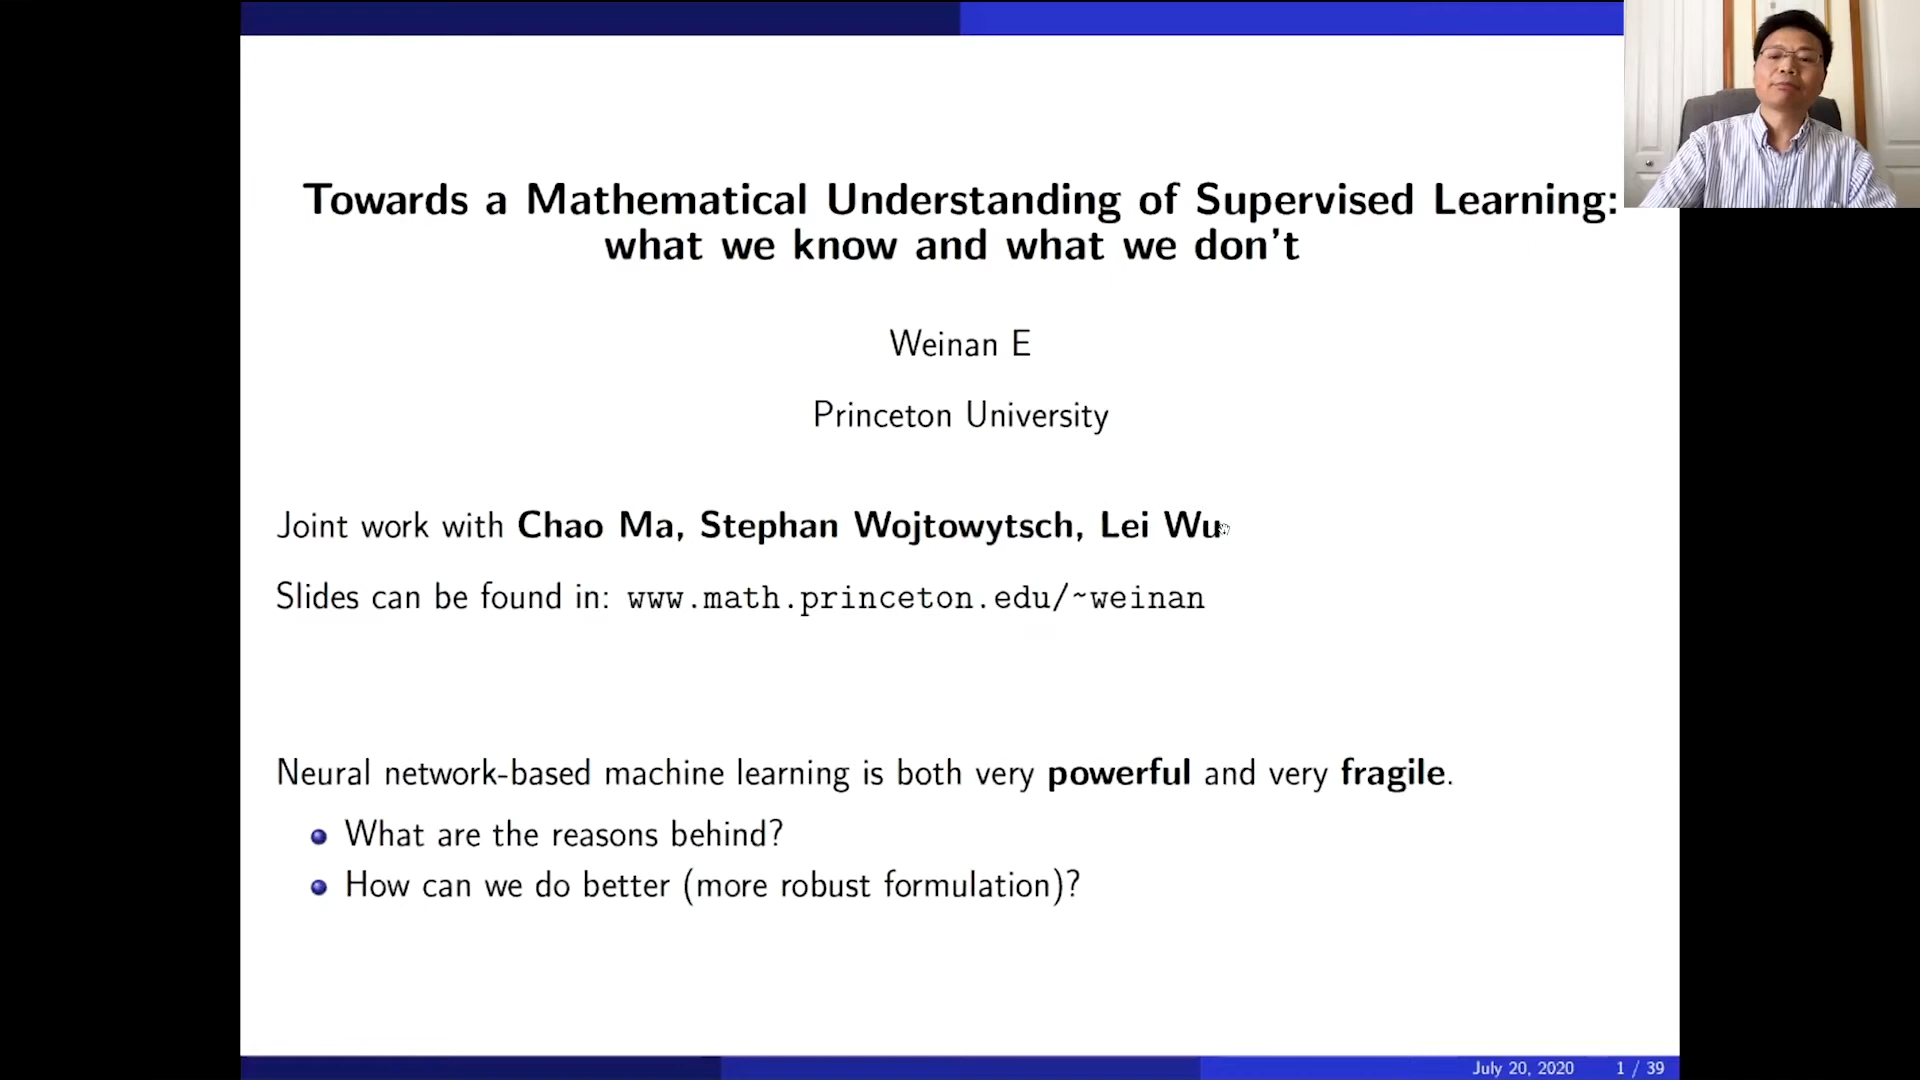 Towards a Mathematical Understanding of Supervised Learning:
what we know and what we don't
Weinan E
Princeton University
Joint work with Chao Ma, Stephan Wojtowytsch, Lei Wu
Slides can be found in: www.math.princeton.edu/~weinan
Neural network-based machine learning is both very powerful and very fragile.
What are the reasons behind?
How can we do better (more robust formulation)?
July 20, 2020 1 / 39